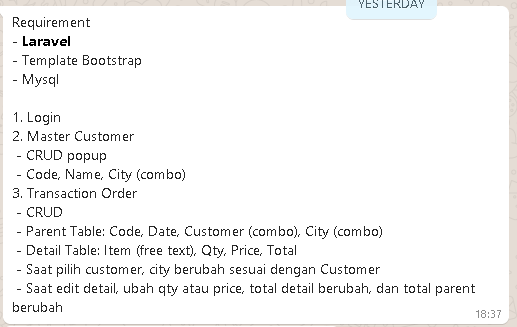 YESTERDAY
Requirement
- Laravel
- Template Bootstrap
- Mysql
1. Login
2. Master Customer
- CRUD popup
- Code, Name, City (combo)
3. Transaction Order
- CRUD
- Parent Table: Code, Date, Customer (combo), City (combo)
- Detail Table: Item (free text), Qty, Price, Total
- Saat pilih customer, city berubah sesuai dengan Customer
- Saat edit detail, ubah qty atau price, total detail berubah, dan total parent
berubah
18:37